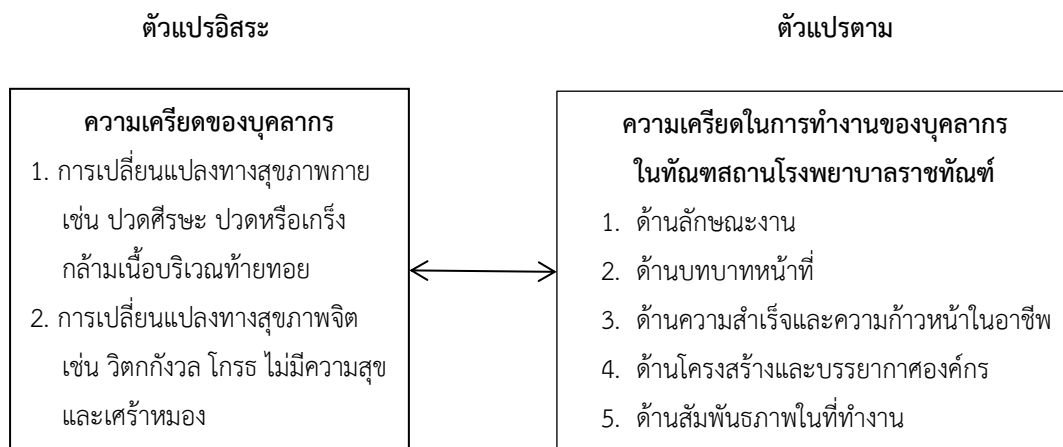 ตัวแปรอิสระ
ตัวแปรตาม
ความเครียดของบุคลากร
1. การเปลี่ยนแปลงทางสุขภาพกาย
เช่น ปวดศีรษะ ปวดหรือเกร็ง
กล้ามเนื้อบริเวณท้ายทอย
2. การเปลี่ยนแปลงทางสุขภาพจิต
เช่น วิตกกังวล โกรธ ไม่มีความสุข
และเศร้าหมอง
ความเครียดในการทำงานของบุคลากร
ในทัณฑสถานโรงพยาบาลราชทัณฑ์
1. ด้านลักษณะงาน
2. ด้านบทบาทหน้าที่
3. ด้านความสำเร็จและความก้าวหน้าในอาชีพ
4. ด้านโครงสร้างและบรรยากาศองค์กร
5. ด้านสัมพันธภาพในที่ทำงาน